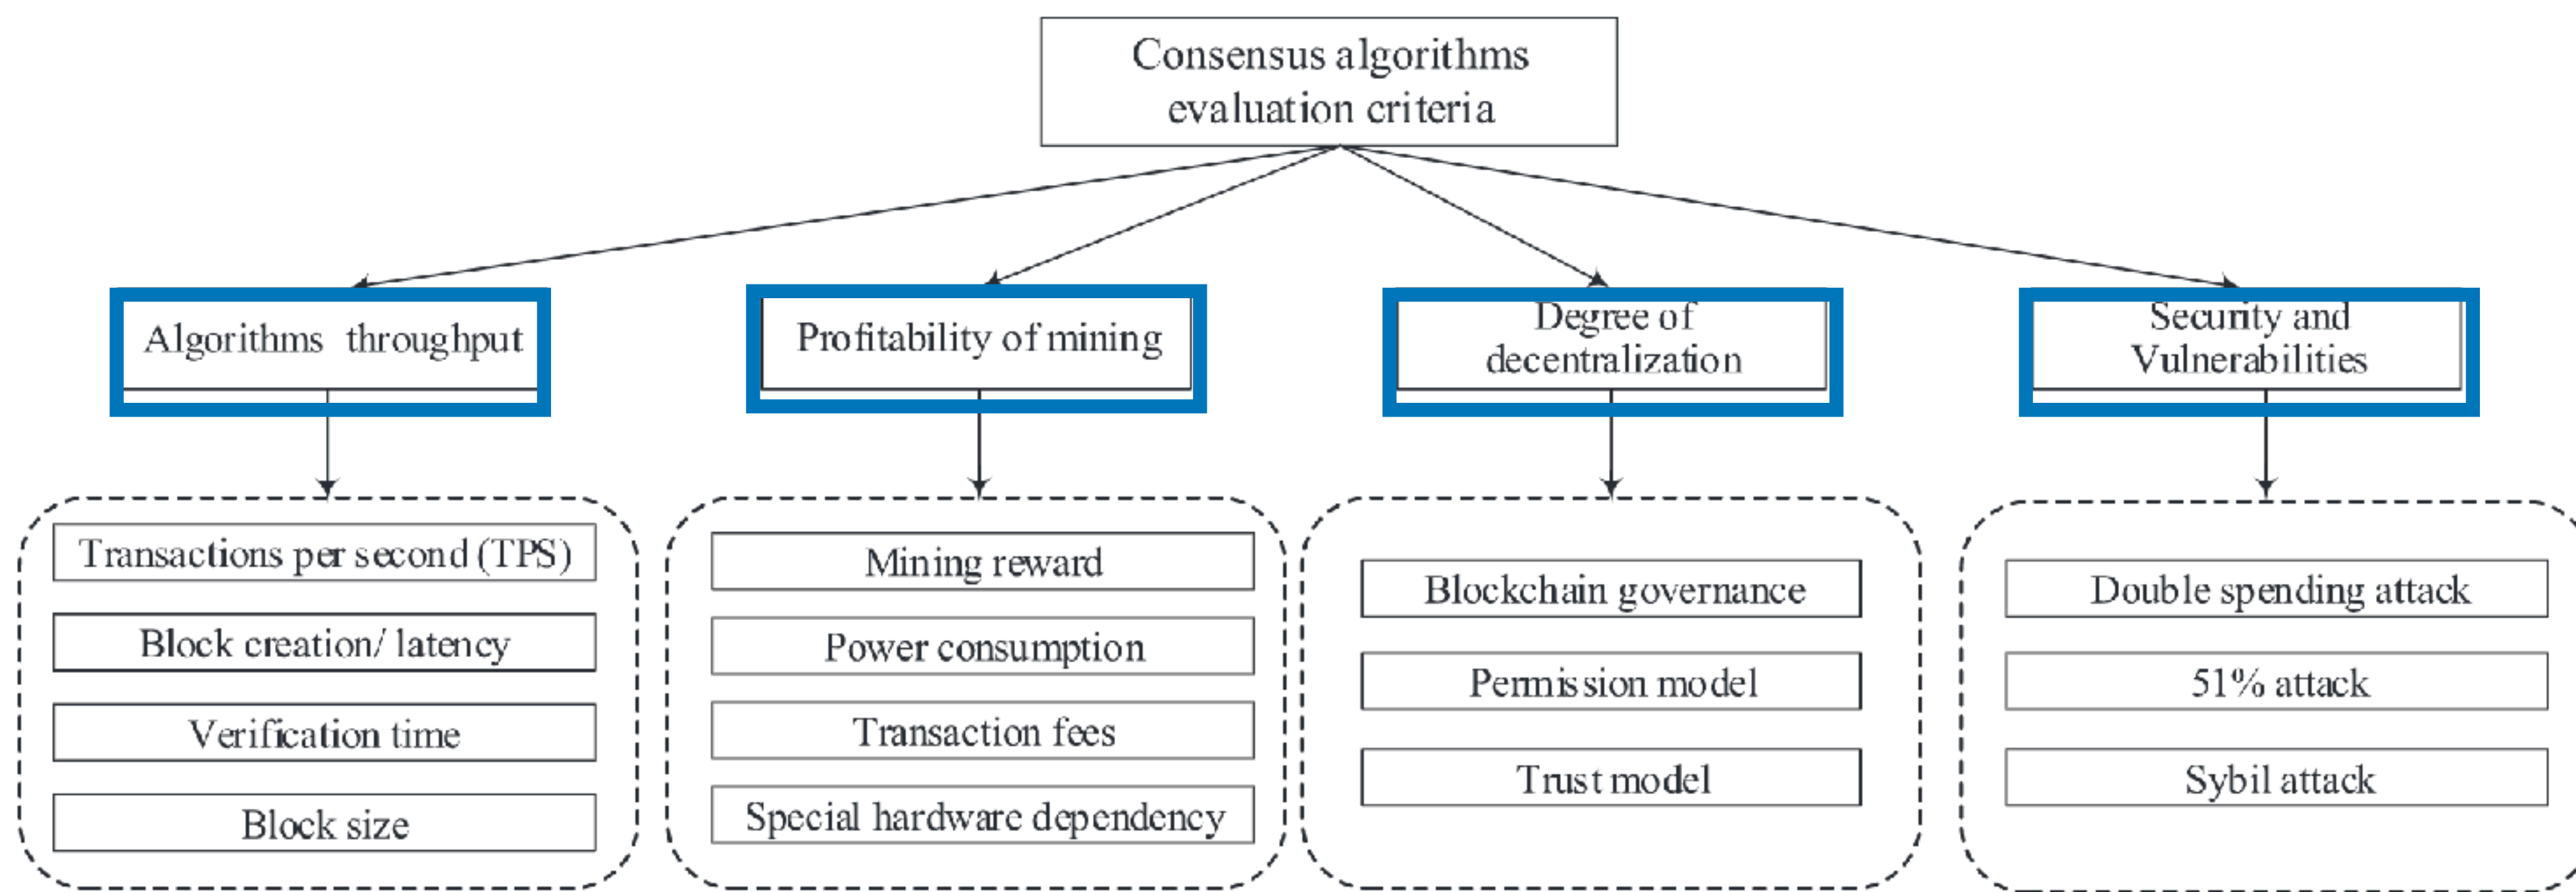 Consensus algorithms
evaluation criteria
Algorithms throughput
Profitability of mining
Degree of
decentralization
Security and
Vulnerabilities
Transactions per second (TPS)
Block creation/ latency
Verification time
Block size
Mining reward
Power consumption
Transaction fees
Special hardware dependency
Blockchain governance
Permission model
Trust model
Double spending attack
51% attack
Sybil attack